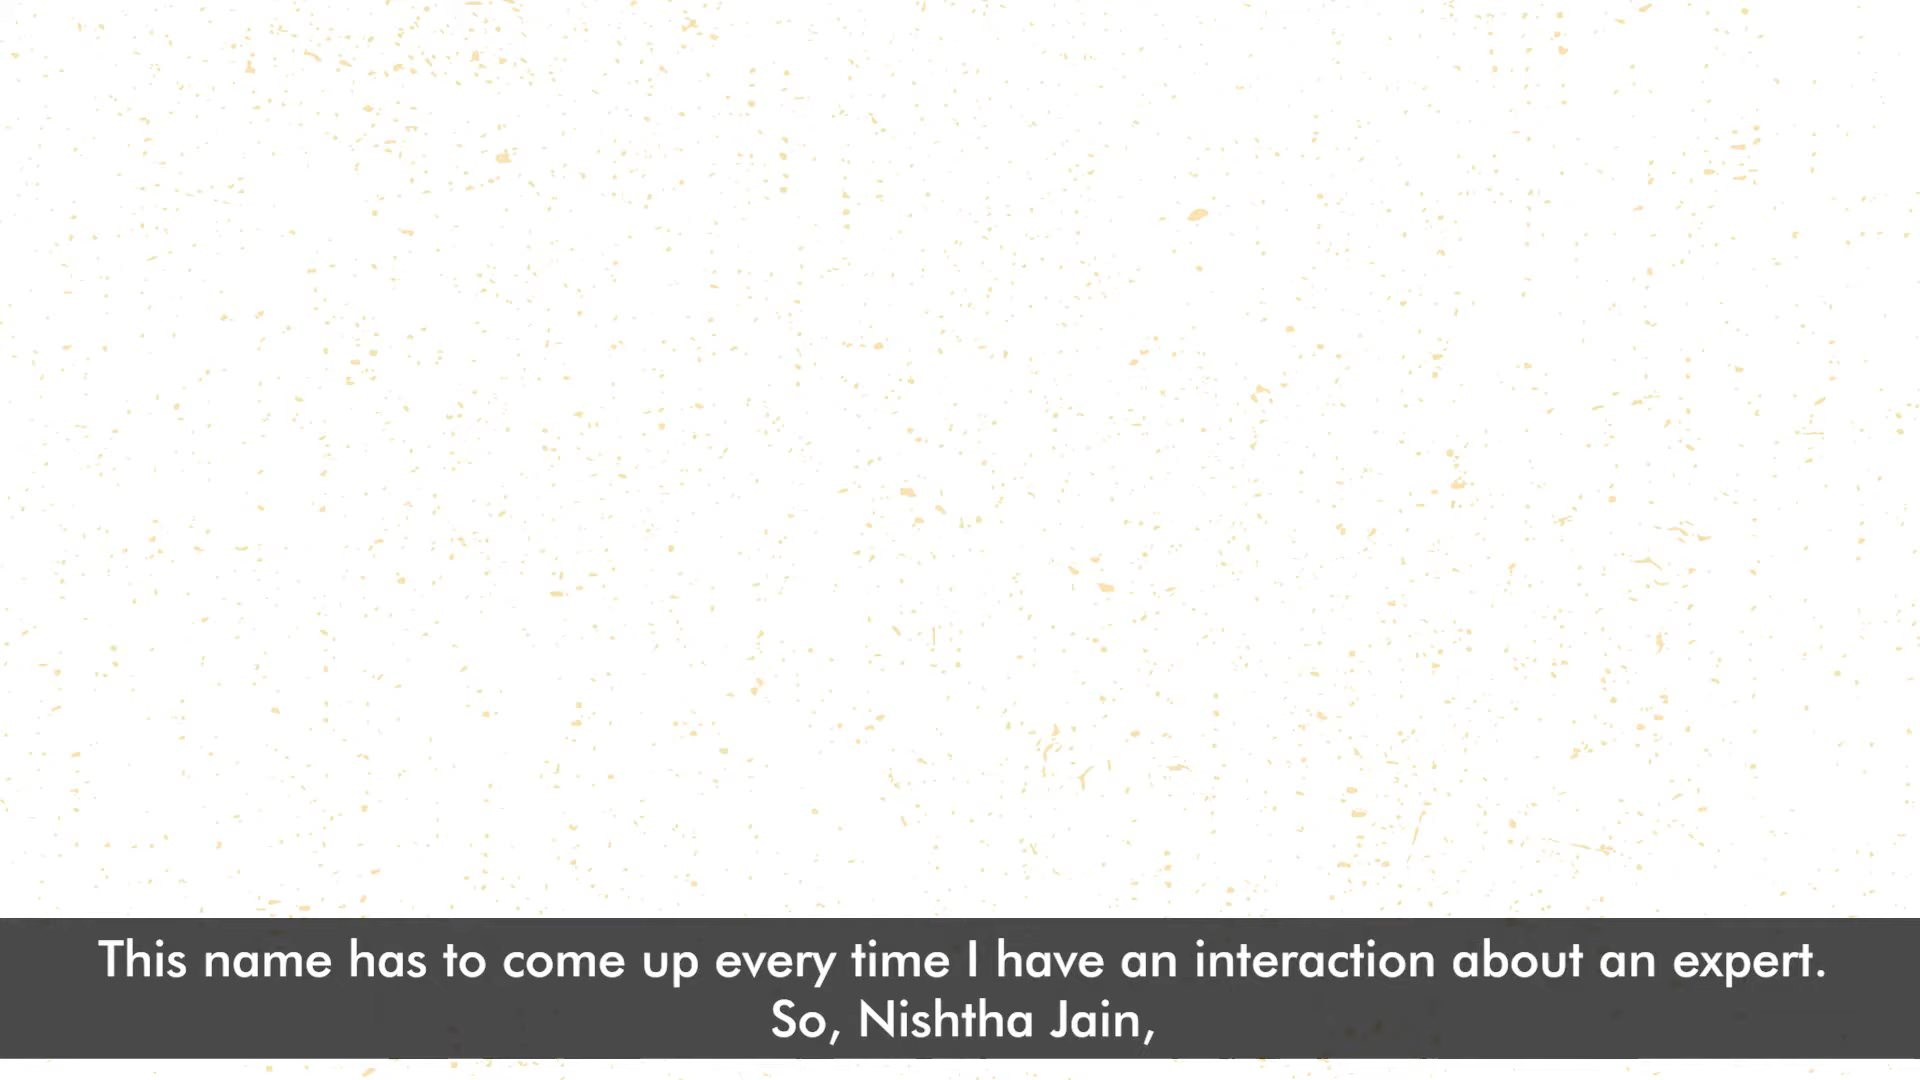 This name has to come up every time I have an interaction about an expert.
So, Nishtha Jain,